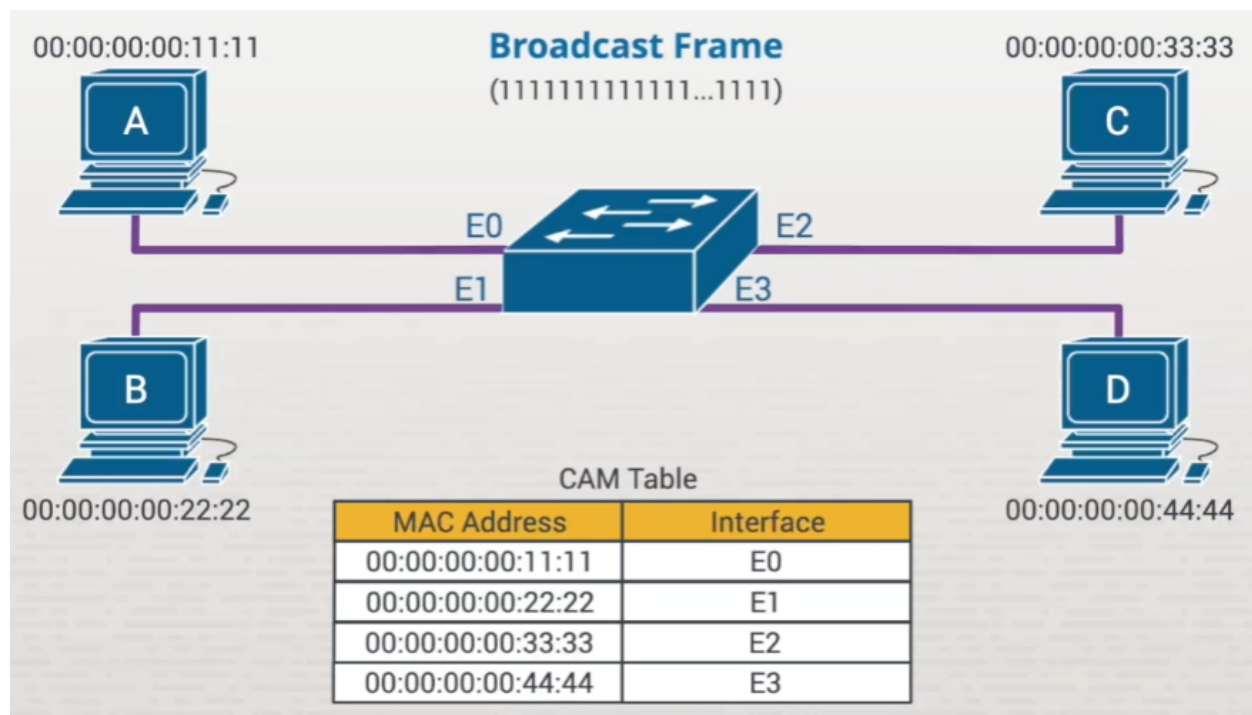 00:00:00:00:11:11
Broadcast Frame
00:00:00:00:33:33
(1111111111111...1111)
A
C
E0
E2
E1
E3
B
D
00:00:00:00:22:22
CAM Table
00:00:00:00:44:44
MAC Address Interface
00:00:00:00:11:11 E0
00:00:00:00:22:22 E1
00:00:00:00:33:33 E2
00:00:00:00:44:44 E3